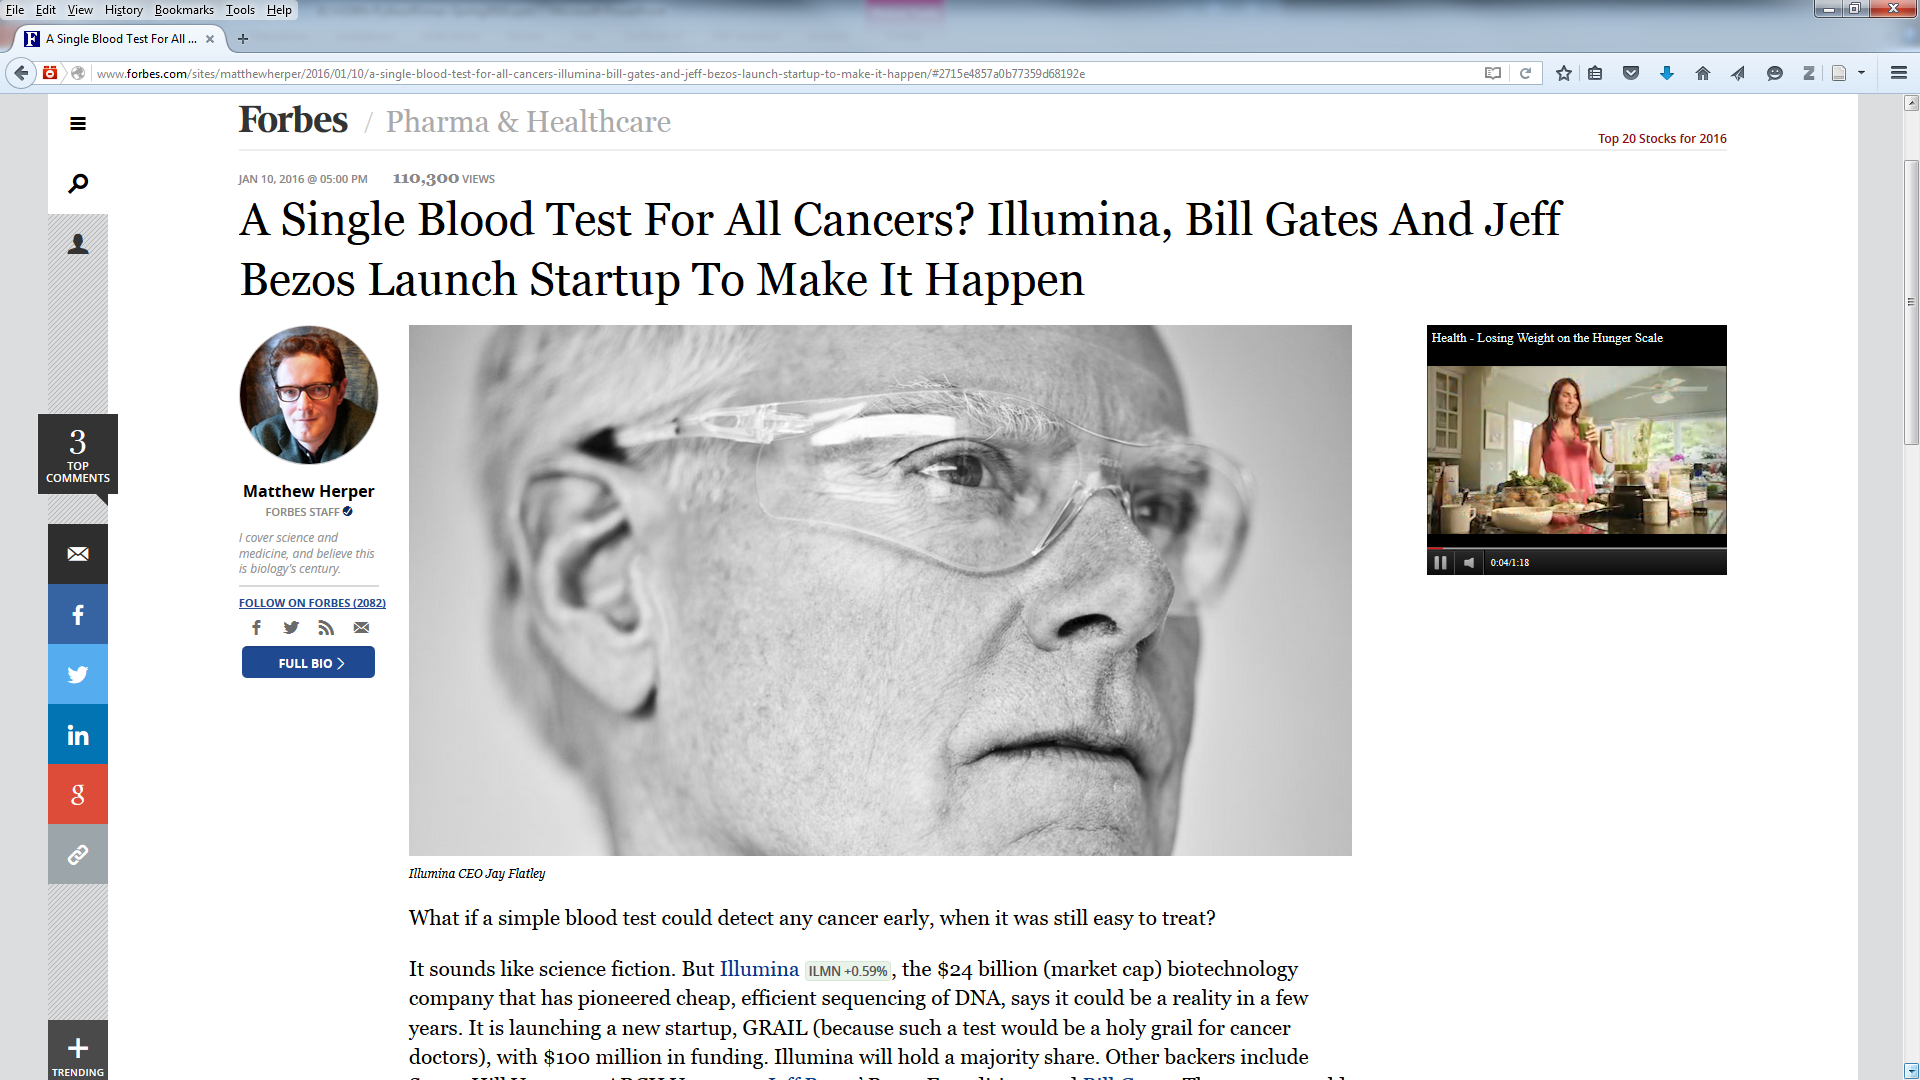 File Edit View History Bookmarks Tools Help
A Single Blood Test For All ...
www.forbes.com/sites/matthewherper/2016/01/10/a-single-blood-test-for-all-cancers-illumina-bill-gates-and-jeff-bezos-launch-startup-to-make-it-happen/#2715e4857a0b77359d68192e
Forbes / Pharma & Healthcare
Top 20 Stocks for 2016
JAN 10, 2016 @ 05:00 PM 110,300 VIEWS
A Single Blood Test For All Cancers? Illumina, Bill Gates And Jeff
Bezos Launch Startup To Make It Happen
Health - Losing Weight on the Hunger Scale
0:04/1:18
3
TOP
COMMENTS
Matthew Herper
FORBES STAFF
I cover science and
medicine, and believe this
is biology's century.
FOLLOW ON FORBES (2082)
FULL BIO
Illumina CEO Jay Flatley
What if a simple blood test could detect any cancer early, when it was still easy to treat?
It sounds like science fiction. But Illumina ILMN +0.59% , the $24 billion (market cap) biotechnology
company that has pioneered cheap, efficient sequencing of DNA, says it could be a reality in a few
years. It is launching a new startup, GRAIL (because such a test would be a holy grail for cancer
doctors), with $100 million in funding. Illumina will hold a majority share. Other backers include
TRENDING